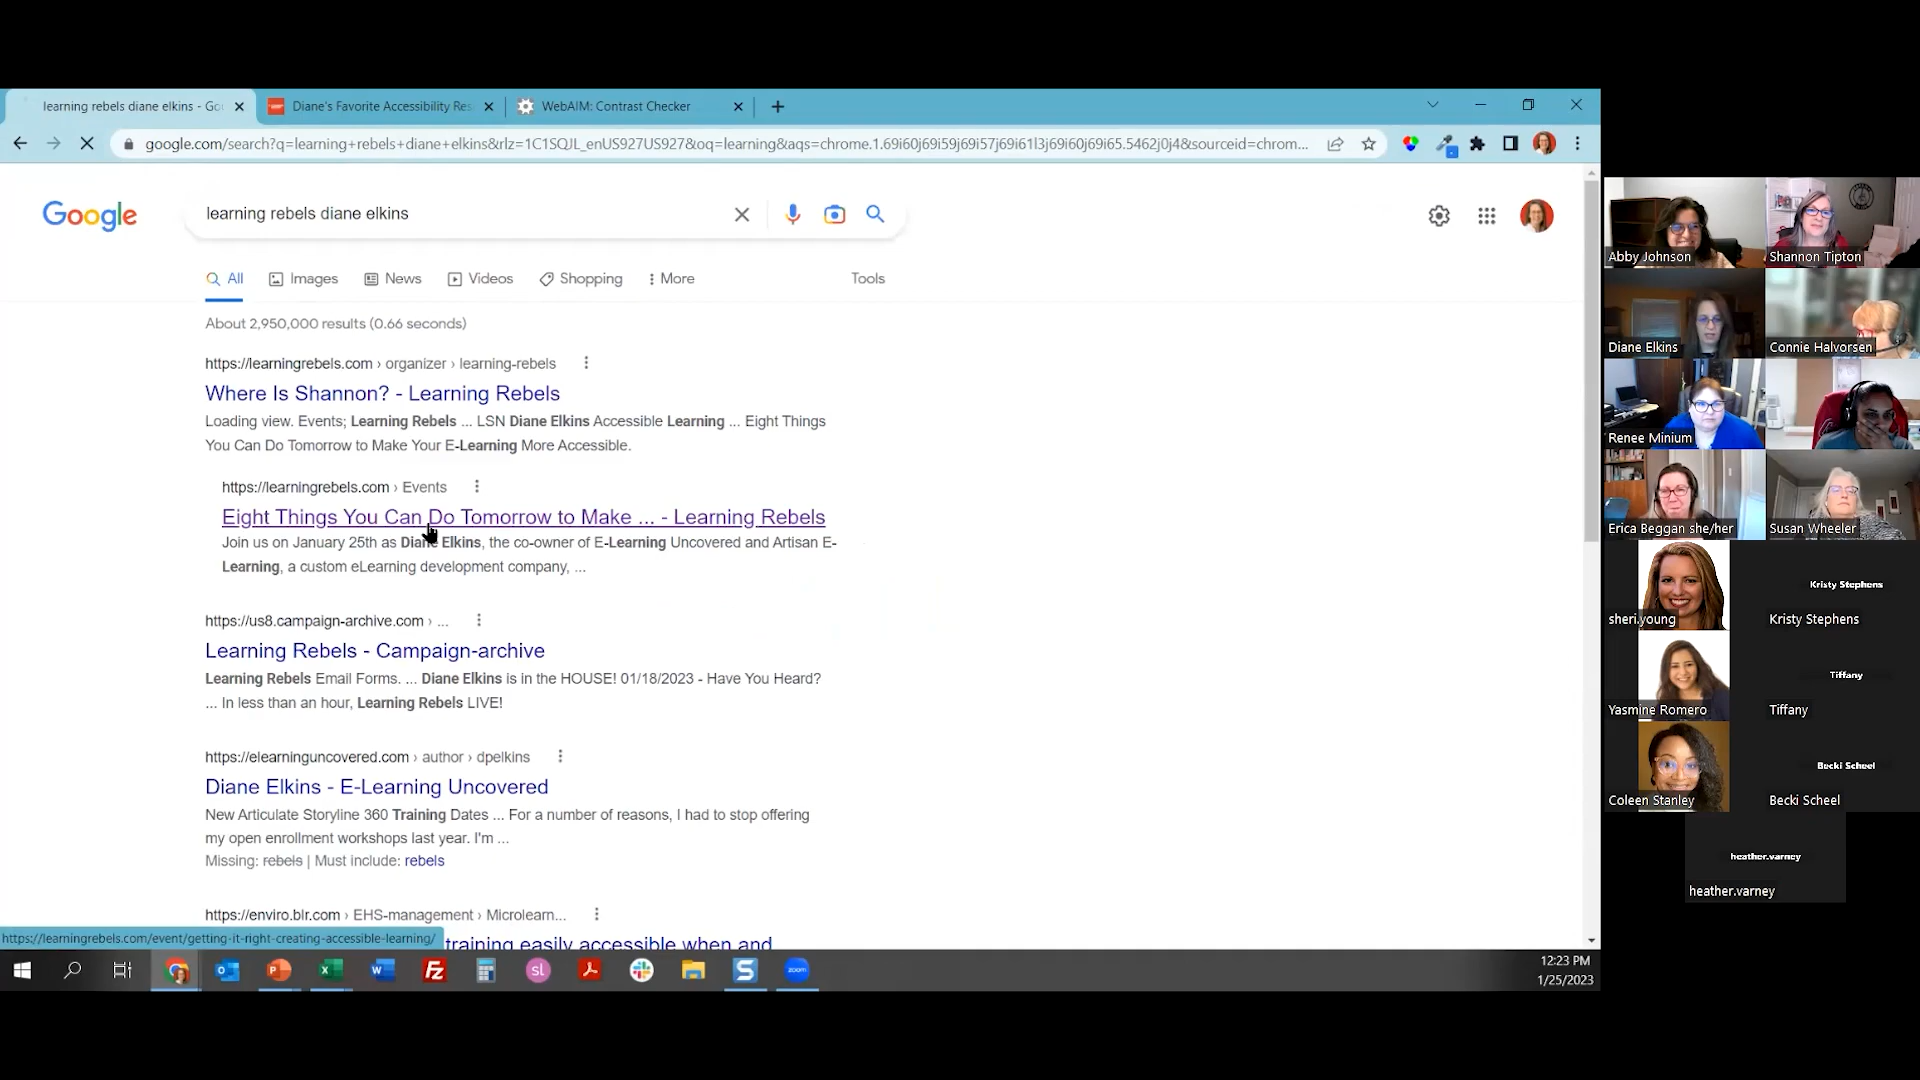 learning rebels diane elkins - Go
Diane's Favorite Accessibility Res
WebAIM: Contrast Checker
google.com/search?q=learning+rebels+diane+elkins&rlz=1C1SQJL_enUS927US927&oq=learning&aqs=chrome.1.69i60j69i59j69i57j69i61l3j69i60j69i65.5462j0j4&sourceid=chrom...
Google
learning rebels diane elkins
All
Images
News
Videos
Shopping
More
Tools
About 2,950,000 results (0.66 seconds)
https://learningrebels.com › organizer › learning-rebels
Where Is Shannon? - Learning Rebels
Loading view. Events; Learning Rebels ... LSN Diane Elkins Accessible Learning ... Eight Things
You Can Do Tomorrow to Make Your E-Learning More Accessible.
https://learningrebels.com › Events
Eight Things You Can Do Tomorrow to Make ... - Learning Rebels
Join us on January 25th as Diane Elkins, the co-owner of E-Learning Uncovered and Artisan E-
Learning, a custom eLearning development company, ...
https://us8.campaign-archive.com › ...
Learning Rebels - Campaign-archive
Learning Rebels Email Forms. ... Diane Elkins is in the HOUSE! 01/18/2023 - Have You Heard?
... In less than an hour, Learning Rebels LIVE!
https://elearninguncovered.com › author › dpelkins
Diane Elkins - E-Learning Uncovered
New Articulate Storyline 360 Training Dates ... For a number of reasons, I had to stop offering
my open enrollment workshops last year. I'm ...
Missing: rebels | Must include: rebels
https://enviro.blr.com › EHS-management › Microlearn...
training easily accessible when and
https://learningrebels.com/event/getting-it-right-creating-accessible-learning/
sl
zoom
12:23 PM
1/25/2023
Abby Johnson
Shannon Tipton
Diane Elkins
Connie Halvorsen
Renee Minium
Erica Beggan she/her
Susan Wheeler
sheri.young
Kristy Stephens
Kristy Stephens
Yasmine Romero
Tiffany
Tiffany
Coleen Stanley
Becki Scheel
Becki Scheel
heather.varney
heather.varney